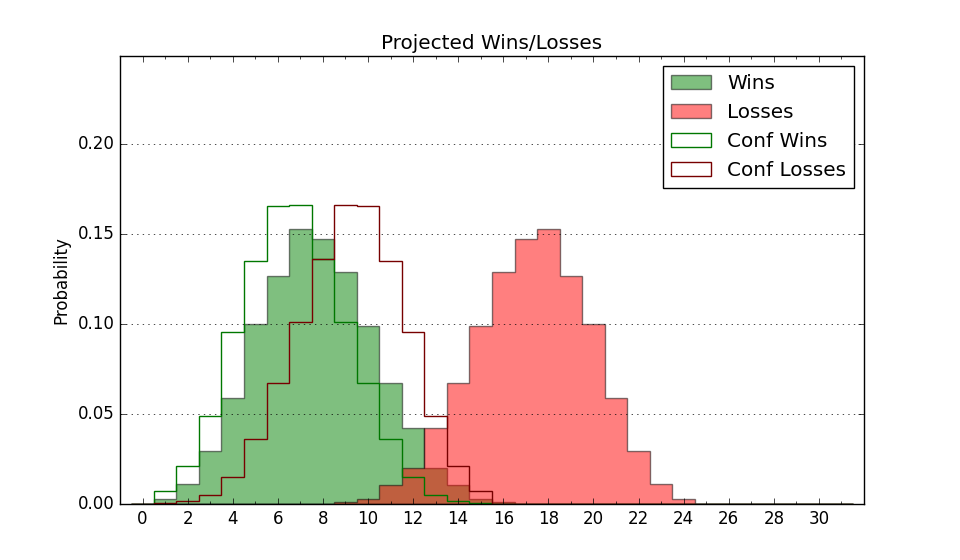 Projected Wins/Losses
Wins
Losses
Conf Wins
Conf Losses
Probability
0.20
0.15
0.10
0.05
0.00
0 2 4 6 8 10 12 14 16 18 20 22 24 26 28 30